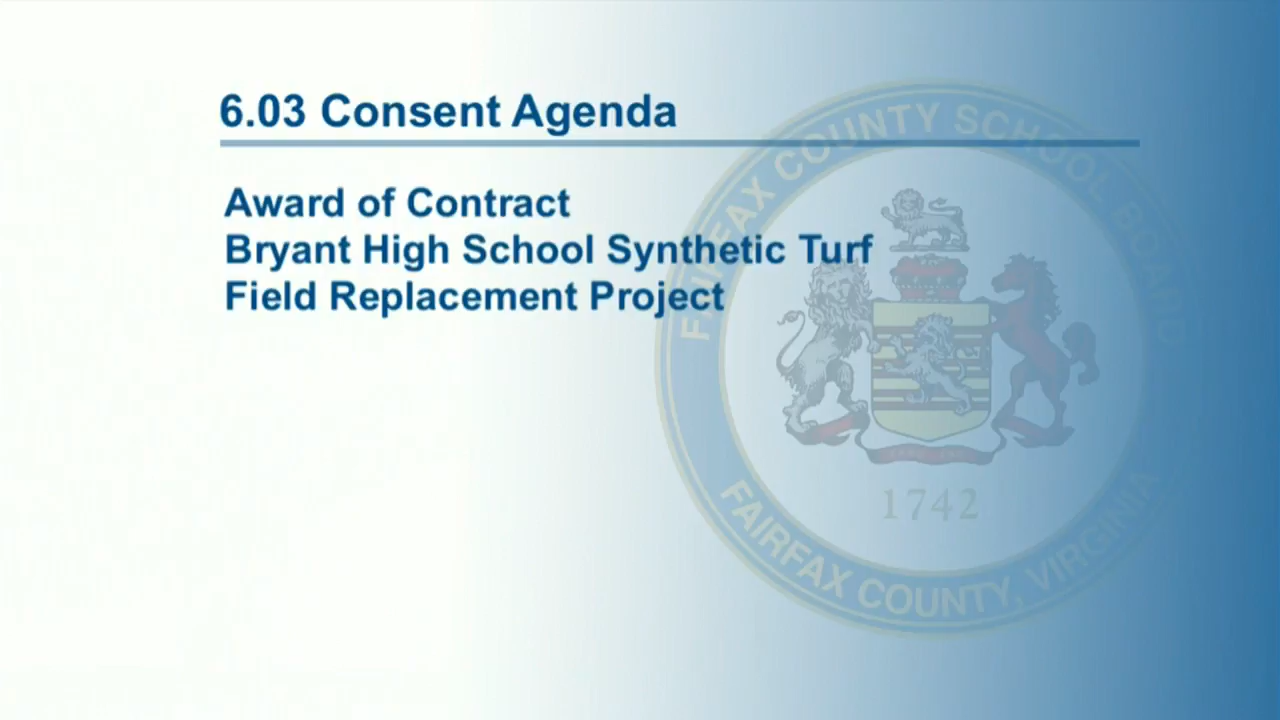 6.03 Consent Agenda
Award of Contract
Bryant High School Synthetic Turf
Field Replacement Project
FAIRFAX COUNTY SCHOOL BOARD
1742
FAIRFAX COUNTY, VIRGINIA